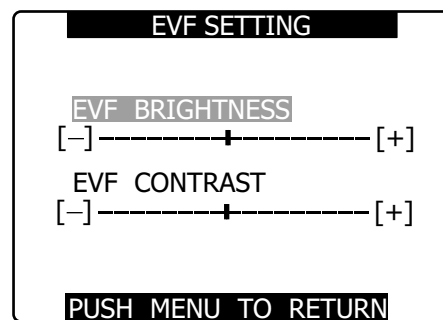 EVF SETTING
EVF BRIGHTNESS
[−] [+]
EVF CONTRAST
[−] [+]
PUSH MENU TO RETURN